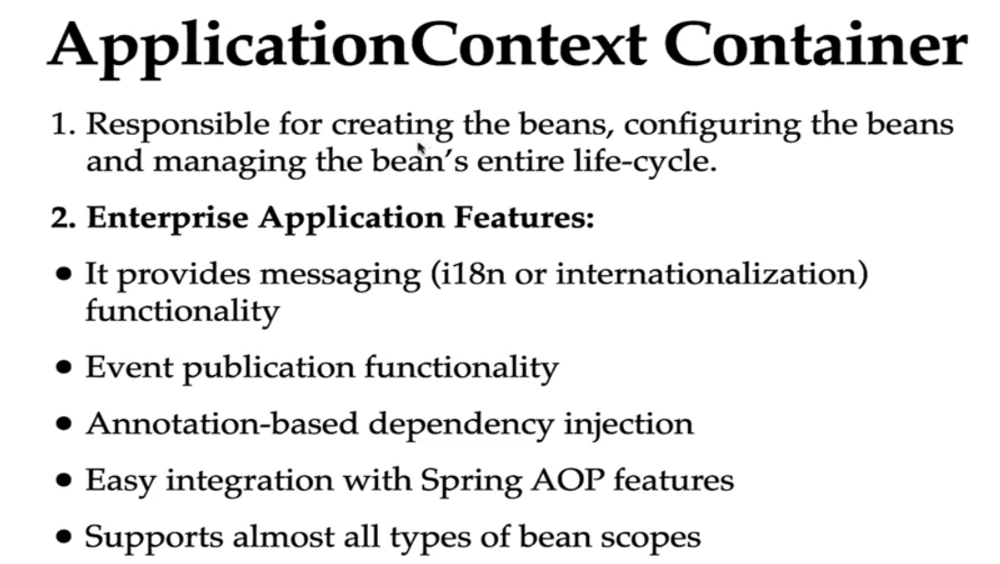 ApplicationContext Container
1. Responsible for creating the beans, configuring the beans
and managing the bean's entire life-cycle.
2. Enterprise Application Features:
• It provides messaging (i18n or internationalization)
functionality
• Event publication functionality
• Annotation-based dependency injection
• Easy integration with Spring AOP features
• Supports almost all types of bean scopes